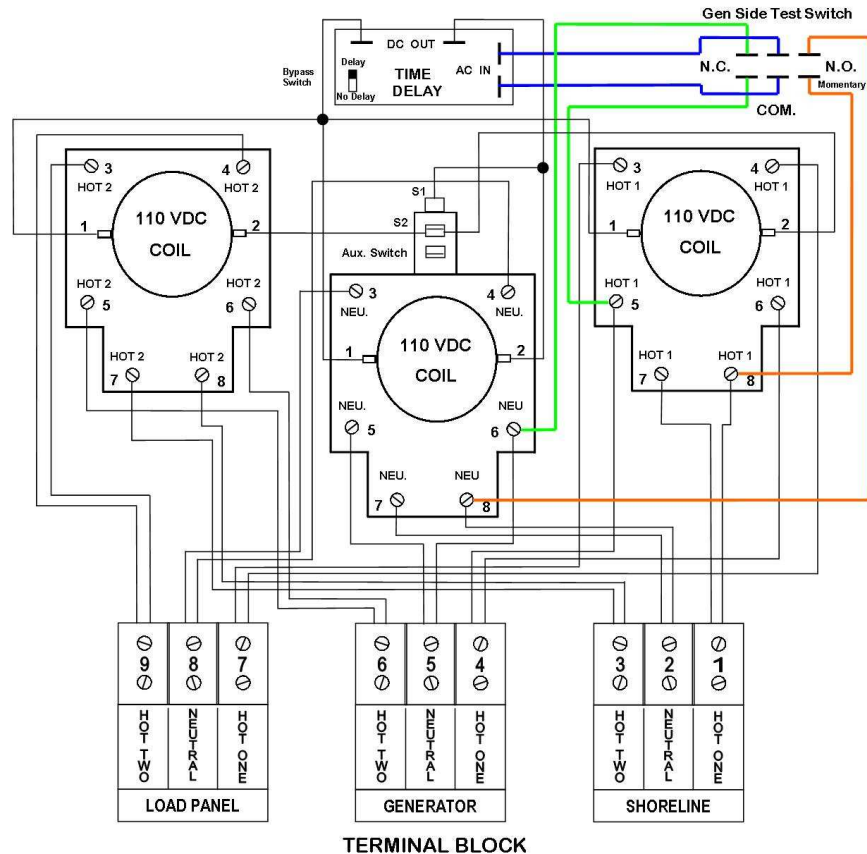 Gen Side Test Switch
DC OUT
Bypass
Switch
Delay
No Delay
TIME
DELAY
AC IN
N.C.
N.O.
Momentary
COM.
3
HOT 2
4
HOT 2
1
110 VDC
COIL
2
HOT 2
5
HOT 2
6
HOT 2
7
HOT 2
8
S1
S2
Aux. Switch
3
NEU.
4
NEU.
1
110 VDC
COIL
2
NEU.
5
NEU
6
NEU.
7
NEU
8
3
HOT 1
4
HOT 1
1
110 VDC
COIL
2
HOT 1
5
HOT 1
6
HOT 1
7
HOT 1
8
9
8
7
HOT TWO
NEUTRAL
HOT ONE
LOAD PANEL
6
5
4
HOT TWO
NEUTRAL
HOT ONE
GENERATOR
3
2
1
HOT TWO
NEUTRAL
HOT ONE
SHORELINE
TERMINAL BLOCK